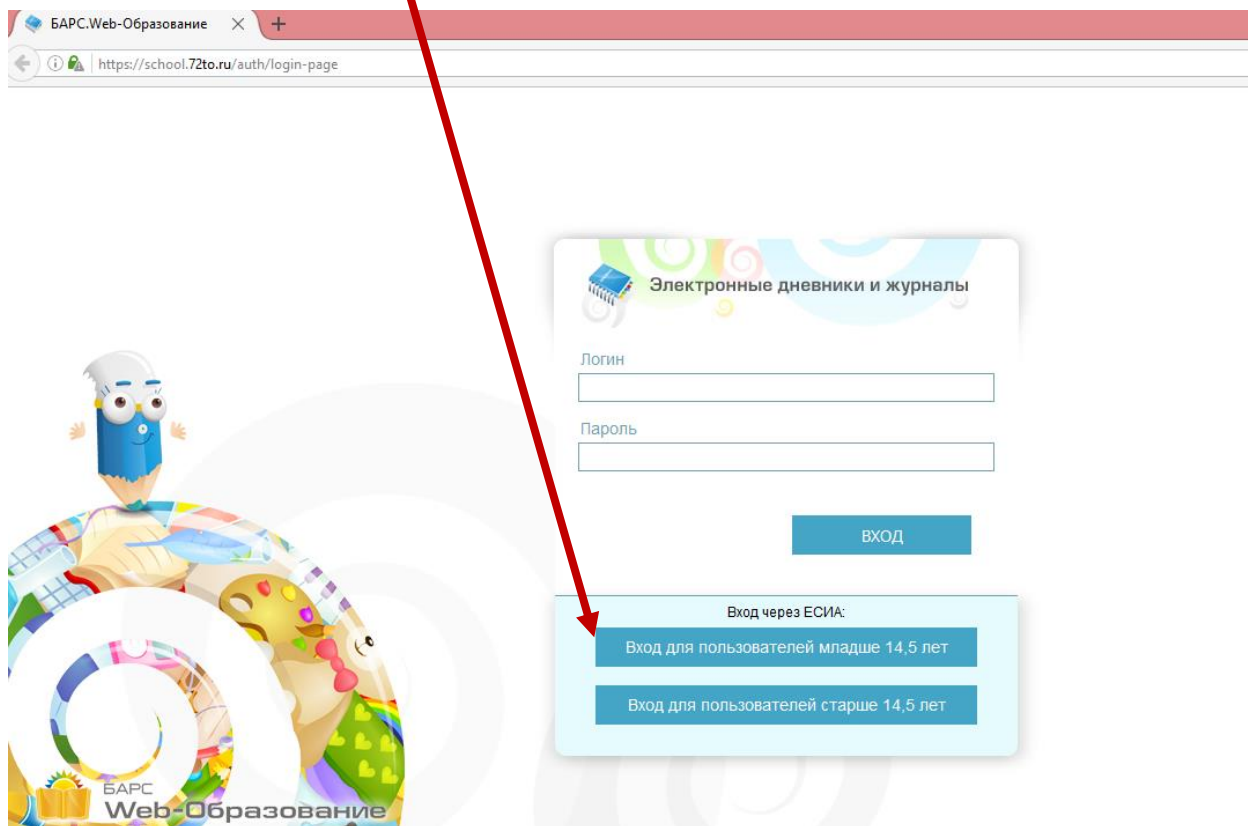 БАРС.Web-Образование
https://school.72to.ru/auth/login-page
Электронные дневники и журналы
Логин
Пароль
ВХОД
Вход через ЕСИА:
Вход для пользователей младше 14,5 лет
Вход для пользователей старше 14,5 лет
БАРС
Web-Образование